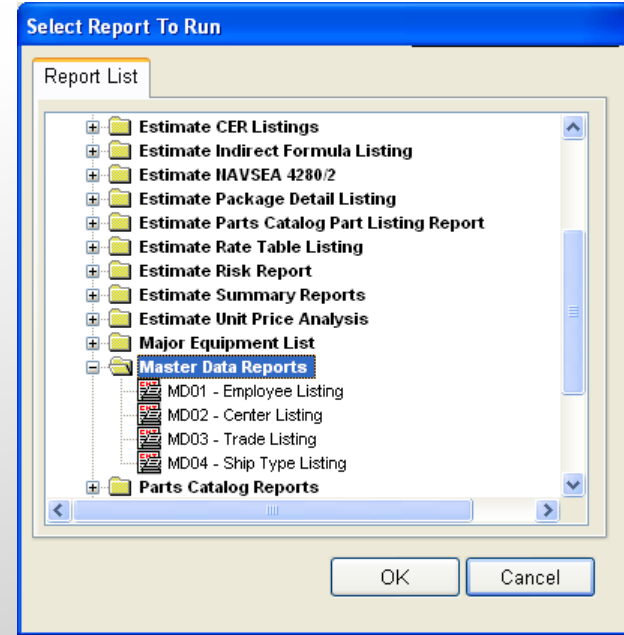 Select Report To Run
Report List
Estimate CER Listings
Estimate Indirect Formula Listing
Estimate NAVSEA 4280/2
Estimate Package Detail Listing
Estimate Parts Catalog Part Listing Report
Estimate Rate Table Listing
Estimate Risk Report
Estimate Summary Reports
Estimate Unit Price Analysis
Major Equipment List
Master Data Reports
MD01 - Employee Listing
MD02 - Center Listing
MD03 - Trade Listing
MD04 - Ship Type Listing
Parts Catalog Reports
OK Cancel